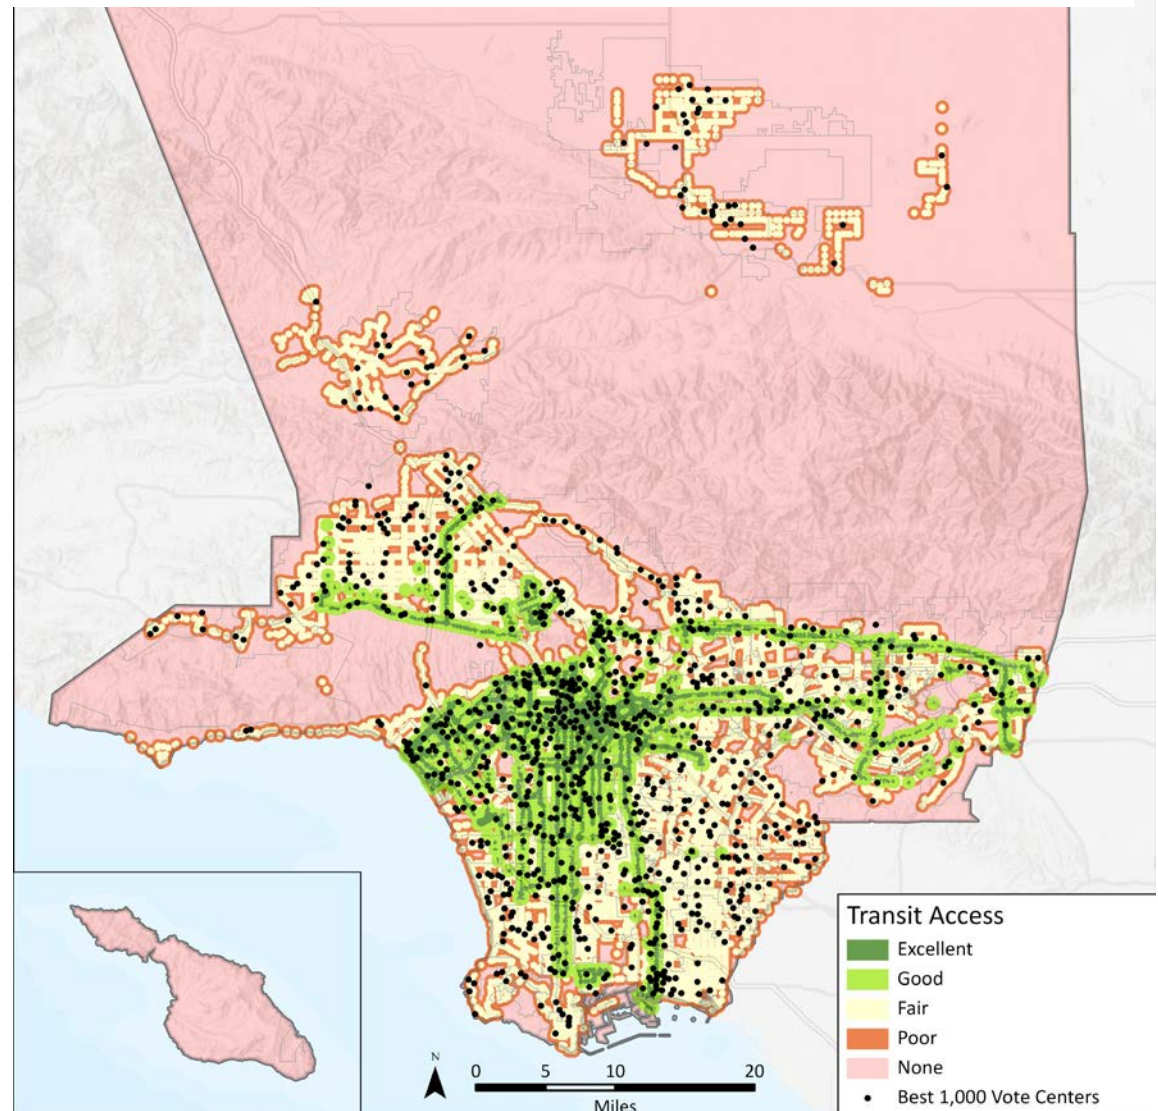 Transit Access
Excellent
Good
Fair
Poor
None
Best 1,000 Vote Centers
N
0 5 10 20
Miles